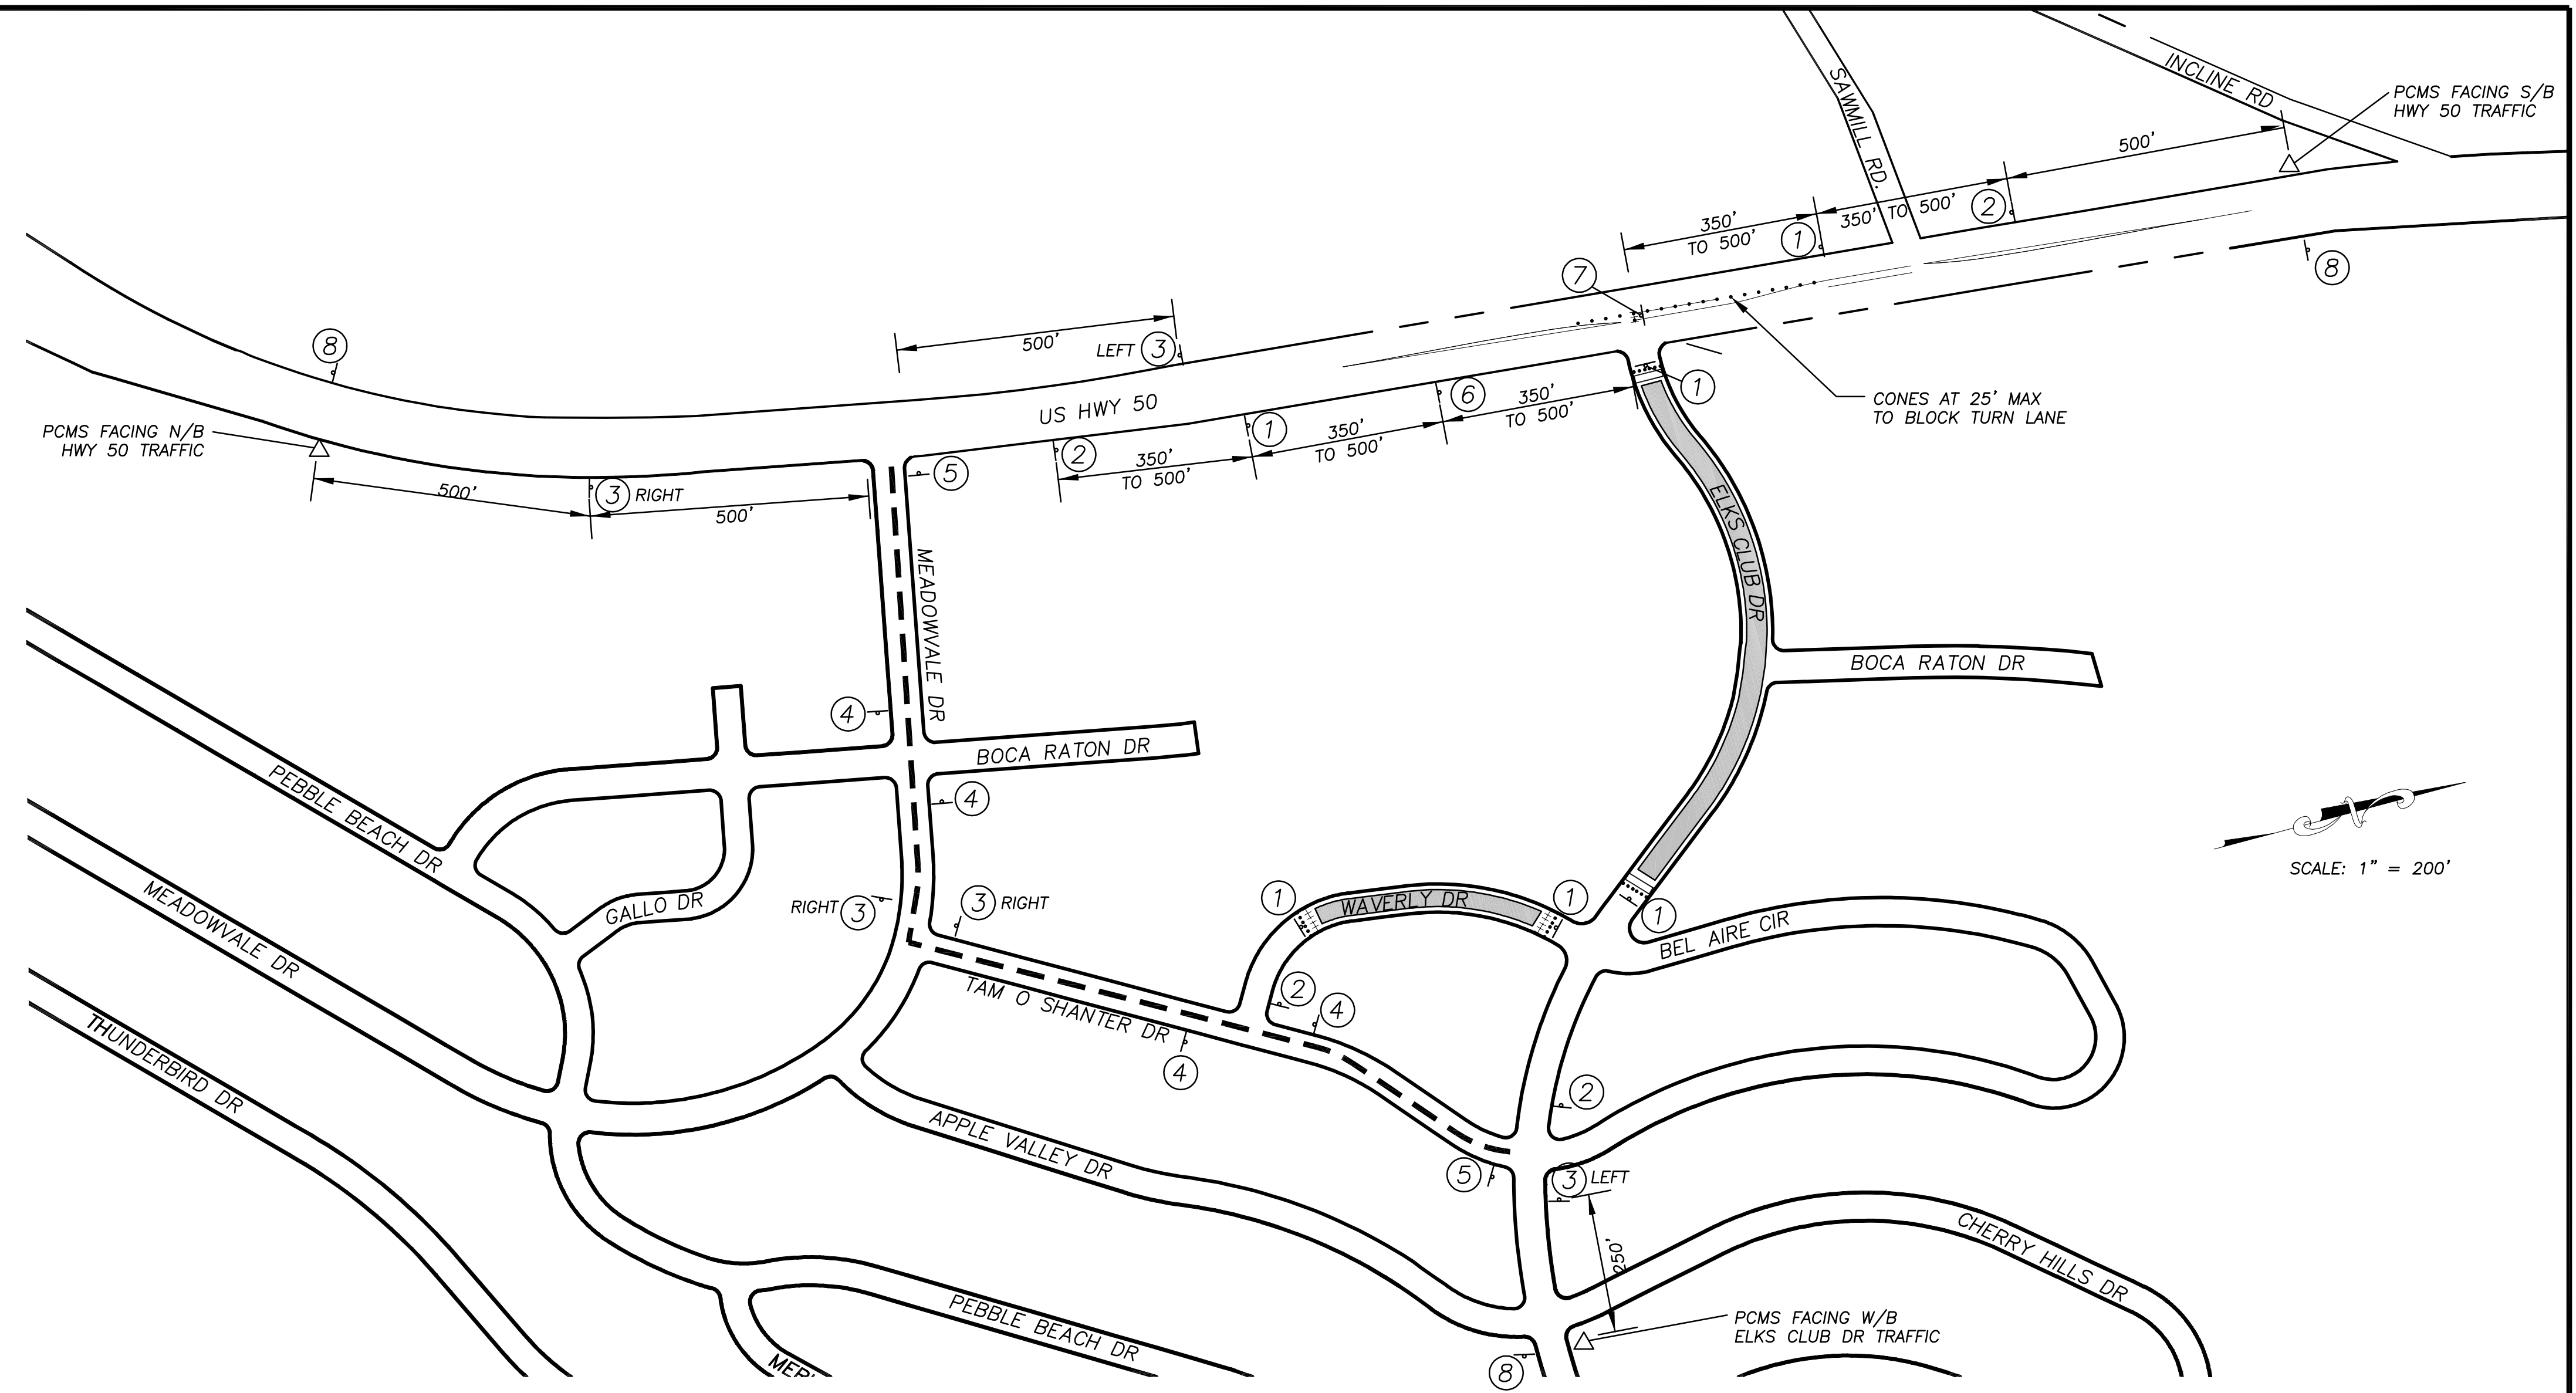 INCLINE RD
SAWMILL RD.
PCMS FACING S/B
HWY 50 TRAFFIC
500'
350' TO 500'
2
350'
TO 500'
1
7
8
8
500'
LEFT 3
US HWY 50
6
350'
TO 500'
1
350'
TO 500'
1
2
350'
TO 500'
CONES AT 25' MAX
TO BLOCK TURN LANE
PCMS FACING N/B
HWY 50 TRAFFIC
500'
3 RIGHT
500'
5
MEADOWVALE DR
ELKS CLUB DR
BOCA RATON DR
4
BOCA RATON DR
4
PEBBLE BEACH DR
GALLO DR
MEADOWVALE DR
THUNDERBIRD DR
RIGHT 3
3 RIGHT
1
WAVERLY DR
1
1
BEL AIRE CIR
SCALE: 1" = 200'
TAM O SHANTER DR
2
4
4
2
APPLE VALLEY DR
5
3 LEFT
250'
CHERRY HILLS DR
PEBBLE BEACH DR
PCMS FACING W/B
ELKS CLUB DR TRAFFIC
8